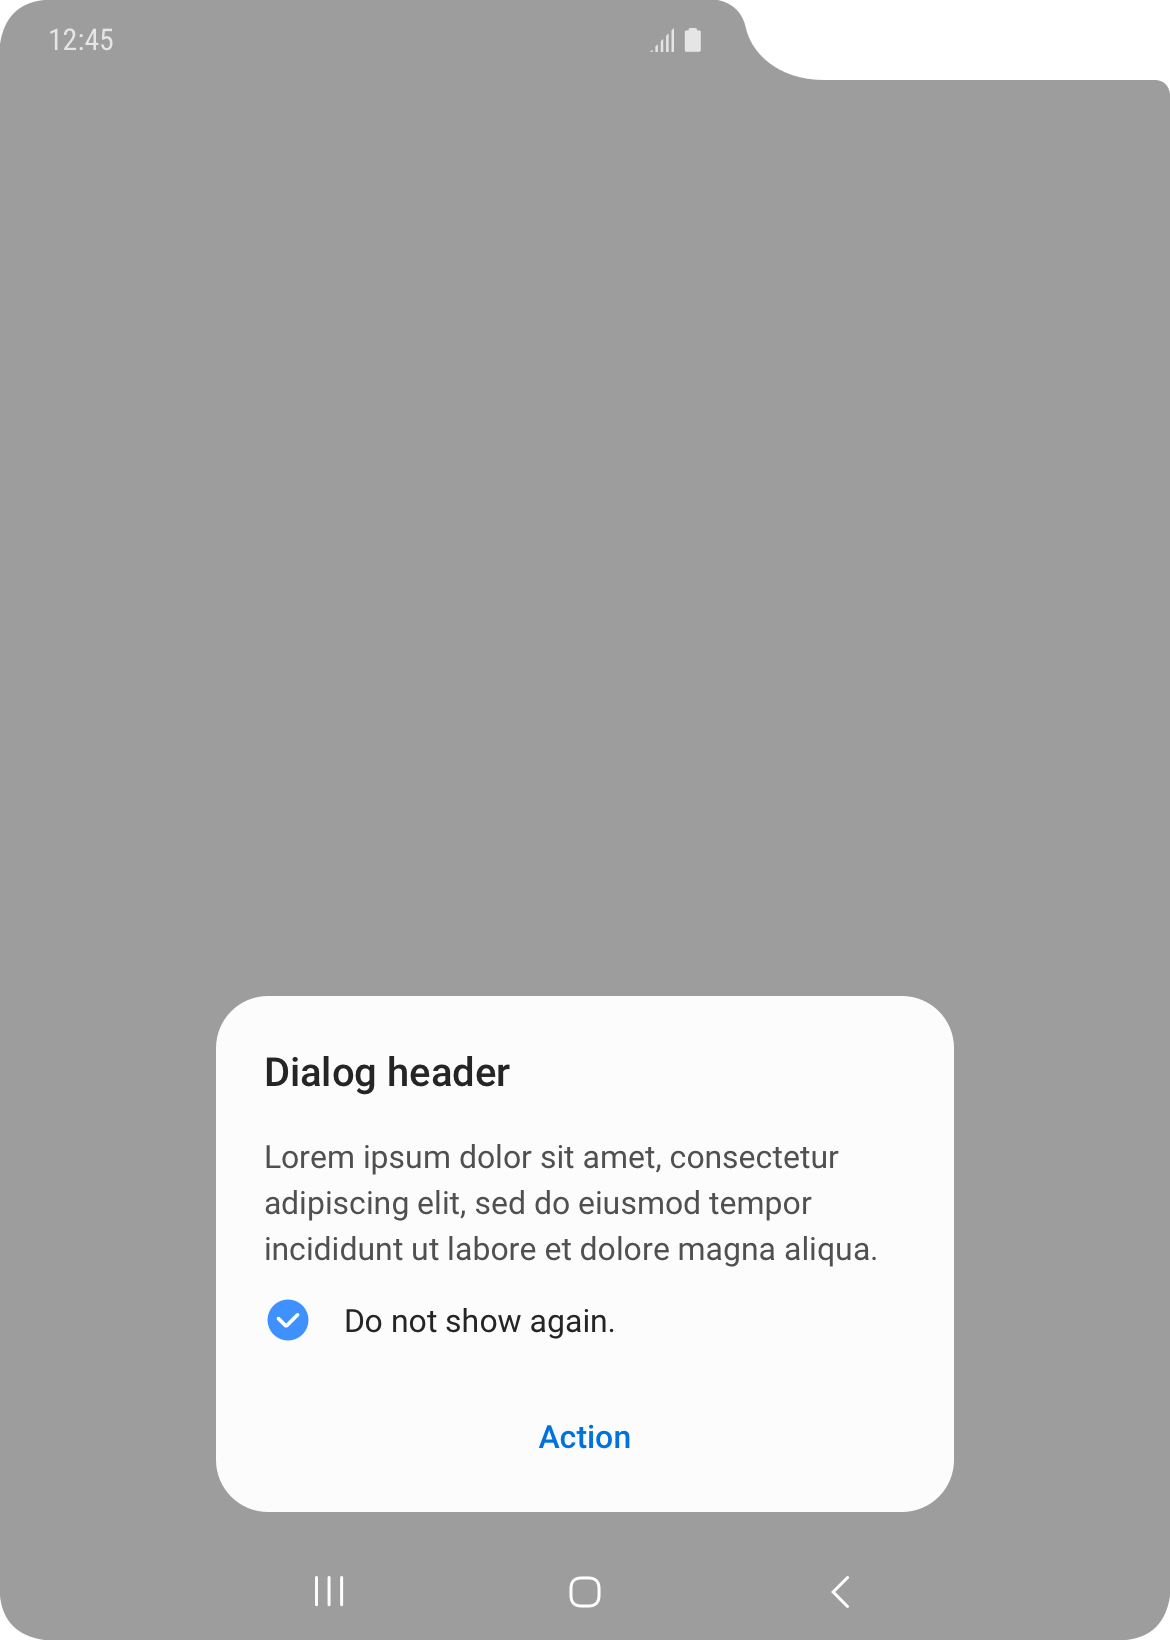 12:45
Dialog header
Lorem ipsum dolor sit amet, consectetur
adipiscing elit, sed do eiusmod tempor
incididunt ut labore et dolore magna aliqua.
Do not show again.
Action